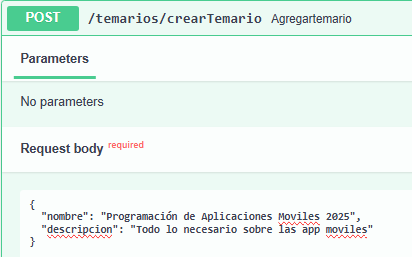 POST /temarios/crearTemario Agregartemario
Parameters
No parameters
Request body required
{
"nombre": "Programación de Aplicaciones Moviles 2025",
"descripcion": "Todo lo necesario sobre las app moviles"
}